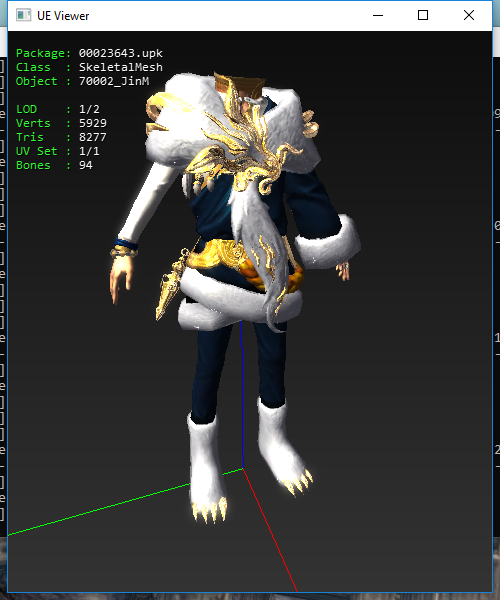 UE Viewer
Package: 00023643.upk
Class : SkeletalMesh
Object : 70002_JinM
LOD : 1/2
Verts : 5929
Tris : 8277
UV Set : 1/1
Bones : 94